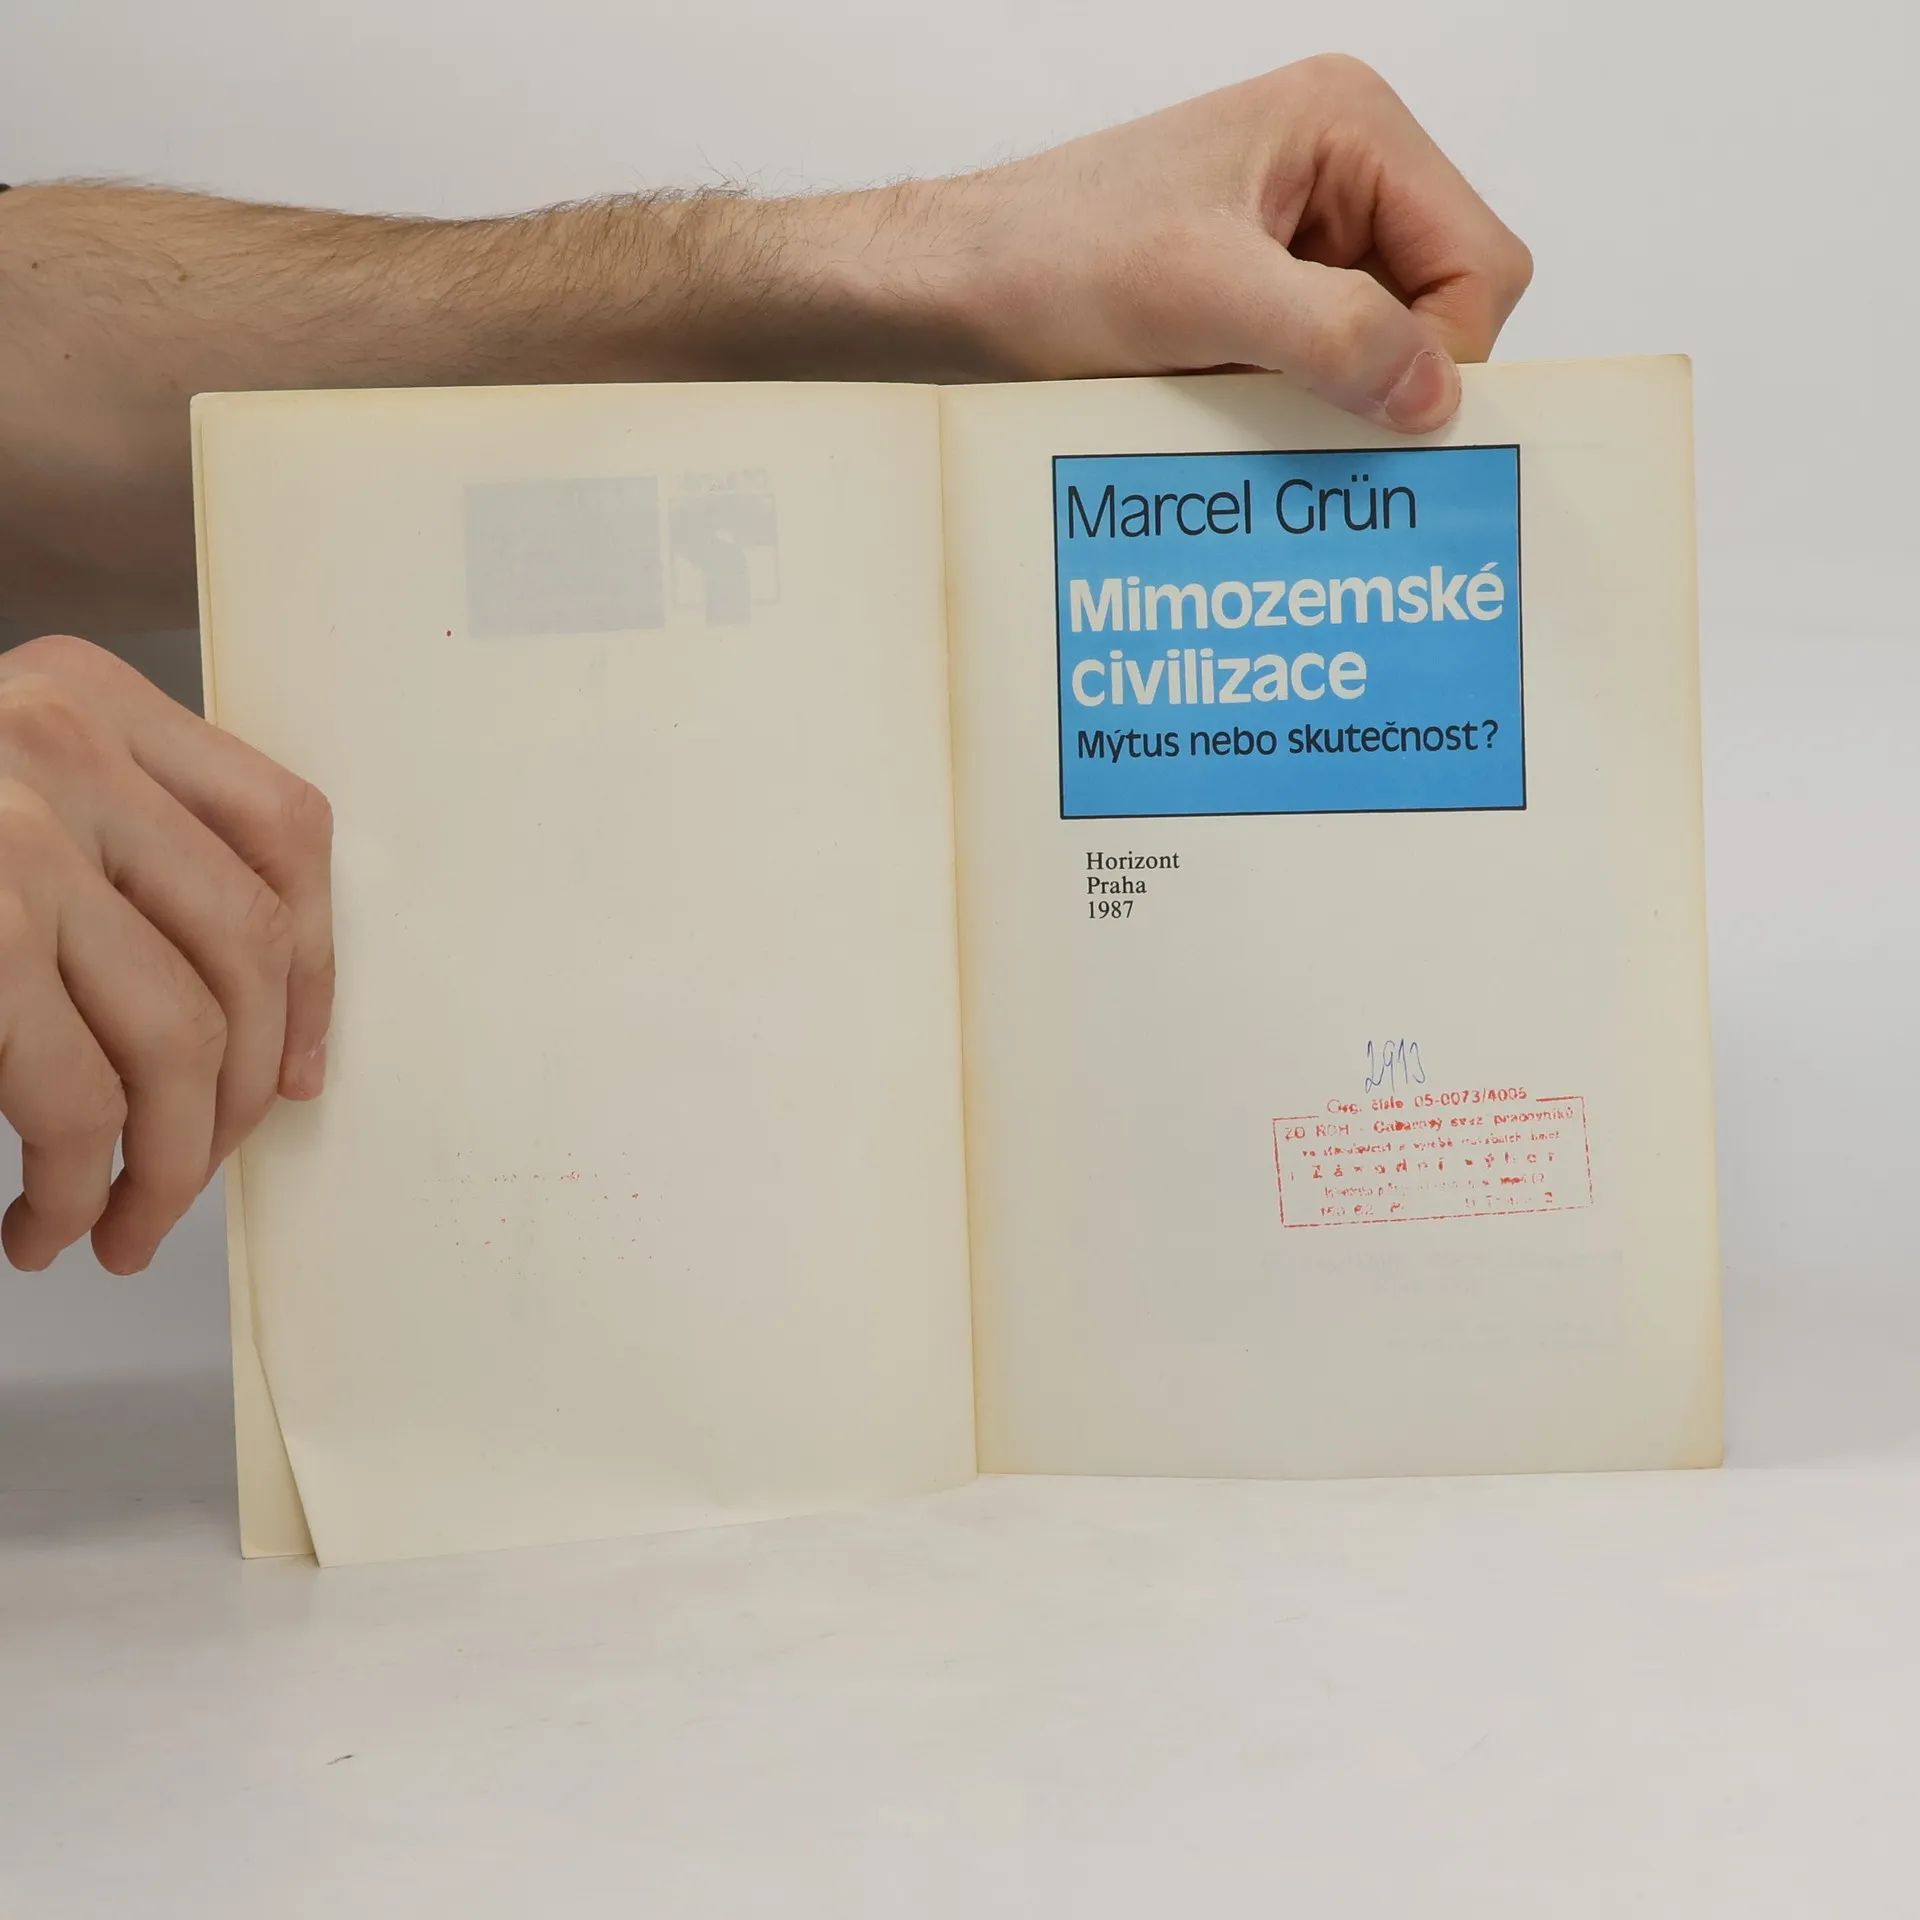 Marcel Grün
Mimozemské
civilizace
Mýtus nebo skutečnost?
Horizont
Praha
1987
2913
číslo 05-0073/4005
ZO ROH pracovníků
Závodní výbor